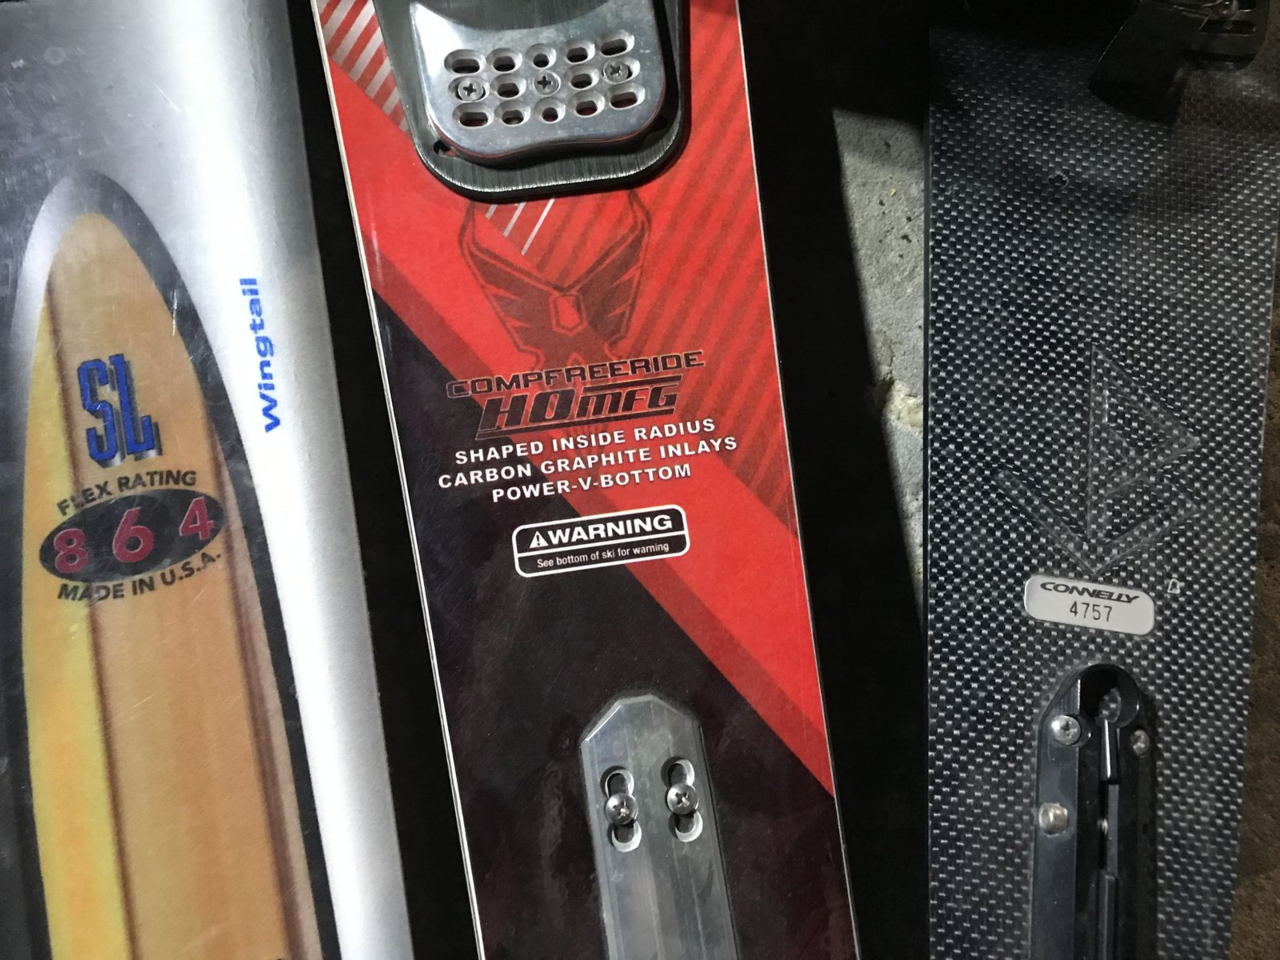 Wingtail
SL
FLEX RATING
8 6 4
MADE IN U.S.A.
COMPFREERIDE
HO MFG
SHAPED INSIDE RADIUS
CARBON GRAPHITE INLAYS
POWER-V-BOTTOM
WARNING
See bottom of ski for warning
CONNELLY
4757